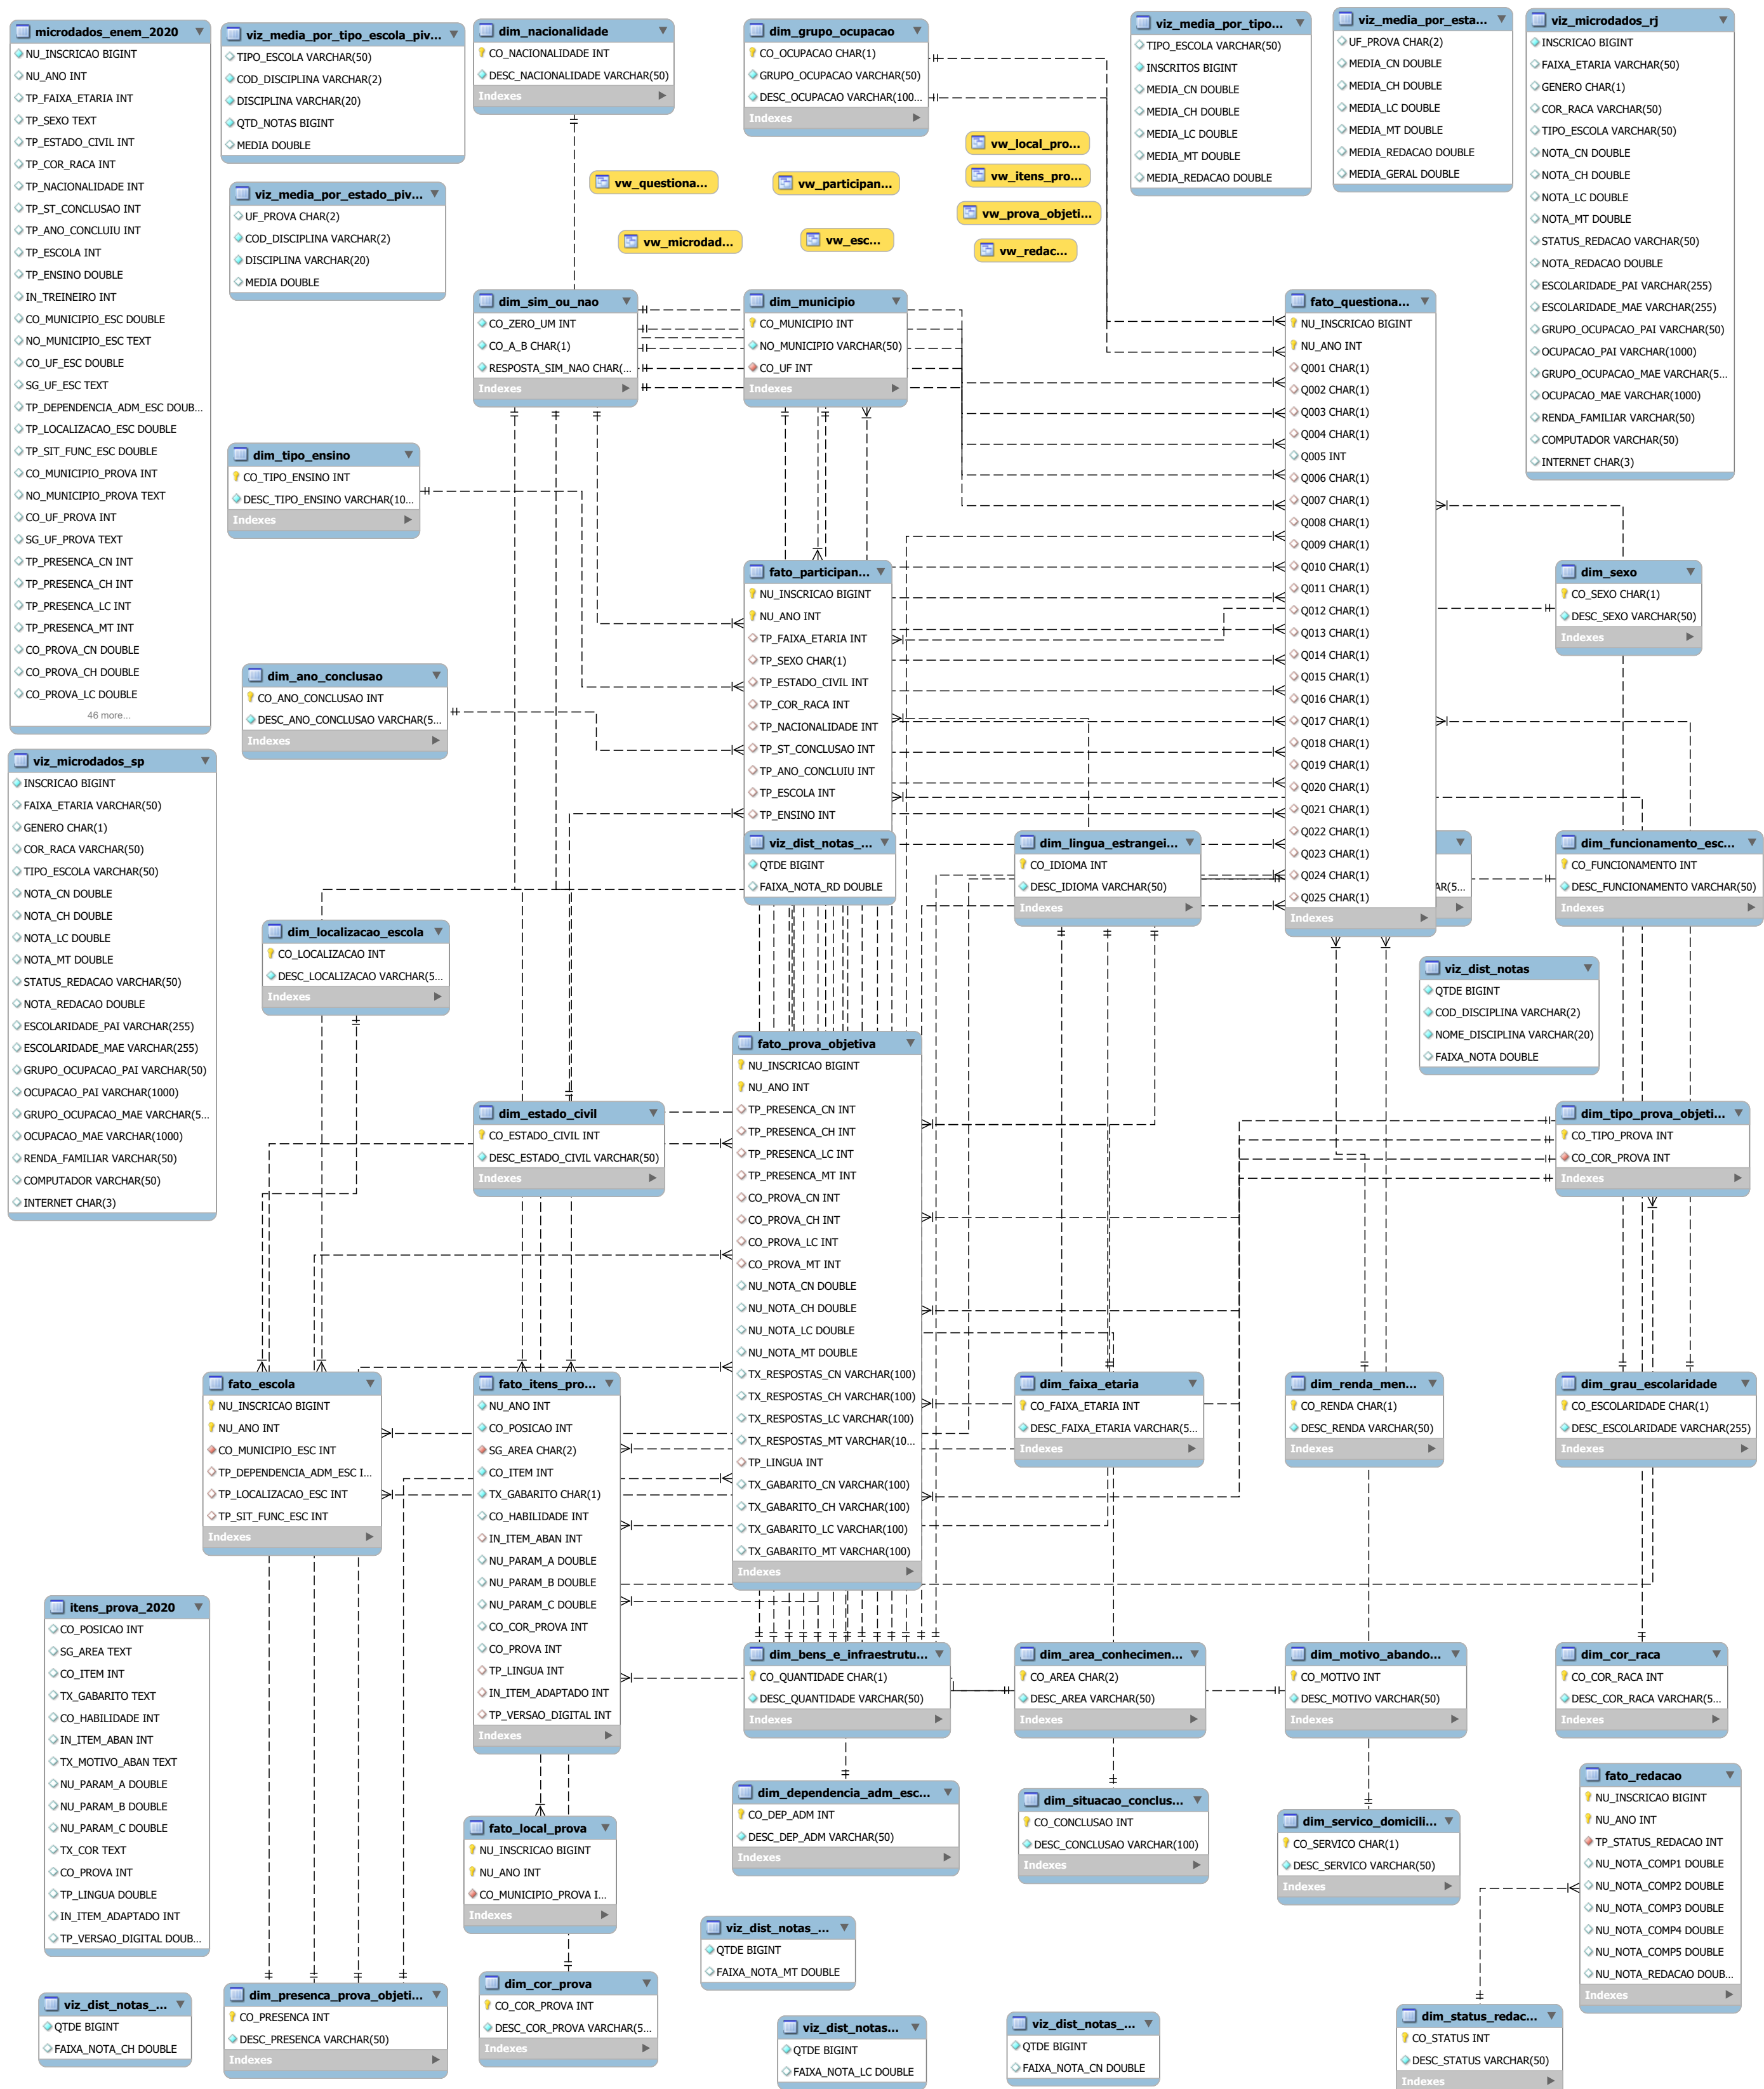 microdados_enem_2020
NU_INSCRICAO BIGINT
NU_ANO INT
TP_FAIXA_ETARIA INT
TP_SEXO TEXT
TP_ESTADO_CIVIL INT
TP_COR_RACA INT
TP_NACIONALIDADE INT
TP_ST_CONCLUSAO INT
TP_ANO_CONCLUIU INT
TP_ESCOLA INT
TP_ENSINO DOUBLE
IN_TREINEIRO INT
CO_MUNICIPIO_ESC DOUBLE
NO_MUNICIPIO_ESC TEXT
CO_UF_ESC DOUBLE
SG_UF_ESC TEXT
TP_DEPENDENCIA_ADM_ESC DOUB...
TP_LOCALIZACAO_ESC DOUBLE
TP_SIT_FUNC_ESC DOUBLE
CO_MUNICIPIO_PROVA INT
NO_MUNICIPIO_PROVA TEXT
CO_UF_PROVA INT
SG_UF_PROVA TEXT
TP_PRESENCA_CN INT
TP_PRESENCA_CH INT
TP_PRESENCA_LC INT
TP_PRESENCA_MT INT
CO_PROVA_CN DOUBLE
CO_PROVA_CH DOUBLE
CO_PROVA_LC DOUBLE
46 more...
viz_media_por_tipo_escola_piv...
TIPO_ESCOLA VARCHAR(50)
COD_DISCIPLINA VARCHAR(2)
DISCIPLINA VARCHAR(20)
QTD_NOTAS BIGINT
MEDIA DOUBLE
viz_media_por_estado_piv...
UF_PROVA CHAR(2)
COD_DISCIPLINA VARCHAR(2)
DISCIPLINA VARCHAR(20)
MEDIA DOUBLE
dim_nacionalidade
CO_NACIONALIDADE INT
DESC_NACIONALIDADE VARCHAR(50)
Indexes
dim_grupo_ocupacao
CO_OCUPACAO CHAR(1)
GRUPO_OCUPACAO VARCHAR(50)
DESC_OCUPACAO VARCHAR(100...
Indexes
viz_media_por_tipo...
TIPO_ESCOLA VARCHAR(50)
INSCRITOS BIGINT
MEDIA_CN DOUBLE
MEDIA_CH DOUBLE
MEDIA_LC DOUBLE
MEDIA_MT DOUBLE
MEDIA_REDACAO DOUBLE
viz_media_por_esta...
UF_PROVA CHAR(2)
MEDIA_CN DOUBLE
MEDIA_CH DOUBLE
MEDIA_LC DOUBLE
MEDIA_MT DOUBLE
MEDIA_REDACAO DOUBLE
MEDIA_GERAL DOUBLE
viz_microdados_rj
INSCRICAO BIGINT
FAIXA_ETARIA VARCHAR(50)
GENERO CHAR(1)
COR_RACA VARCHAR(50)
TIPO_ESCOLA VARCHAR(50)
NOTA_CN DOUBLE
NOTA_CH DOUBLE
NOTA_LC DOUBLE
NOTA_MT DOUBLE
STATUS_REDACAO VARCHAR(50)
NOTA_REDACAO DOUBLE
ESCOLARIDADE_PAI VARCHAR(255)
ESCOLARIDADE_MAE VARCHAR(255)
GRUPO_OCUPACAO_PAI VARCHAR(50)
OCUPACAO_PAI VARCHAR(1000)
GRUPO_OCUPACAO_MAE VARCHAR(5...
OCUPACAO_MAE VARCHAR(1000)
RENDA_FAMILIAR VARCHAR(50)
COMPUTADOR VARCHAR(50)
INTERNET CHAR(3)
vw_local_pro...
vw_questiona...
vw_participan...
vw_itens_pro...
vw_prova_objeti...
vw_microdad...
vw_esc...
vw_redac...
dim_sim_ou_nao
CO_ZERO_UM INT
CO_A_B CHAR(1)
RESPOSTA_SIM_NAO CHAR(...
Indexes
dim_municipio
CO_MUNICIPIO INT
NO_MUNICIPIO VARCHAR(50)
CO_UF INT
Indexes
fato_questiona...
NU_INSCRICAO BIGINT
NU_ANO INT
Q001 CHAR(1)
Q002 CHAR(1)
Q003 CHAR(1)
Q004 CHAR(1)
Q005 INT
Q006 CHAR(1)
Q007 CHAR(1)
Q008 CHAR(1)
Q009 CHAR(1)
Q010 CHAR(1)
Q011 CHAR(1)
Q012 CHAR(1)
Q013 CHAR(1)
Q014 CHAR(1)
Q015 CHAR(1)
Q016 CHAR(1)
Q017 CHAR(1)
Q018 CHAR(1)
Q019 CHAR(1)
Q020 CHAR(1)
Q021 CHAR(1)
Q022 CHAR(1)
Q023 CHAR(1)
Q024 CHAR(1)
Q025 CHAR(1)
Indexes
dim_tipo_ensino
CO_TIPO_ENSINO INT
DESC_TIPO_ENSINO VARCHAR(10...
Indexes
dim_ano_conclusao
CO_ANO_CONCLUSAO INT
DESC_ANO_CONCLUSAO VARCHAR(5...
Indexes
fato_participan...
NU_INSCRICAO BIGINT
NU_ANO INT
TP_FAIXA_ETARIA INT
TP_SEXO CHAR(1)
TP_ESTADO_CIVIL INT
TP_COR_RACA INT
TP_NACIONALIDADE INT
TP_ST_CONCLUSAO INT
TP_ANO_CONCLUIU INT
TP_ESCOLA INT
TP_ENSINO INT
dim_sexo
CO_SEXO CHAR(1)
DESC_SEXO VARCHAR(50)
Indexes
viz_microdados_sp
INSCRICAO BIGINT
FAIXA_ETARIA VARCHAR(50)
GENERO CHAR(1)
COR_RACA VARCHAR(50)
TIPO_ESCOLA VARCHAR(50)
NOTA_CN DOUBLE
NOTA_CH DOUBLE
NOTA_LC DOUBLE
NOTA_MT DOUBLE
STATUS_REDACAO VARCHAR(50)
NOTA_REDACAO DOUBLE
ESCOLARIDADE_PAI VARCHAR(255)
ESCOLARIDADE_MAE VARCHAR(255)
GRUPO_OCUPACAO_PAI VARCHAR(50)
OCUPACAO_PAI VARCHAR(1000)
GRUPO_OCUPACAO_MAE VARCHAR(5...
OCUPACAO_MAE VARCHAR(1000)
RENDA_FAMILIAR VARCHAR(50)
COMPUTADOR VARCHAR(50)
INTERNET CHAR(3)
viz_dist_notas_...
QTDE BIGINT
FAIXA_NOTA_RD DOUBLE
dim_lingua_estrangei...
CO_IDIOMA INT
DESC_IDIOMA VARCHAR(50)
Indexes
AR(5...
dim_funcionamento_esc...
CO_FUNCIONAMENTO INT
DESC_FUNCIONAMENTO VARCHAR(50)
Indexes
dim_localizacao_escola
CO_LOCALIZACAO INT
DESC_LOCALIZACAO VARCHAR(5...
Indexes
viz_dist_notas
QTDE BIGINT
COD_DISCIPLINA VARCHAR(2)
NOME_DISCIPLINA VARCHAR(20)
FAIXA_NOTA DOUBLE
fato_prova_objetiva
NU_INSCRICAO BIGINT
NU_ANO INT
TP_PRESENCA_CN INT
TP_PRESENCA_CH INT
TP_PRESENCA_LC INT
TP_PRESENCA_MT INT
CO_PROVA_CN INT
CO_PROVA_CH INT
CO_PROVA_LC INT
CO_PROVA_MT INT
NU_NOTA_CN DOUBLE
NU_NOTA_CH DOUBLE
NU_NOTA_LC DOUBLE
NU_NOTA_MT DOUBLE
TX_RESPOSTAS_CN VARCHAR(100)
TX_RESPOSTAS_CH VARCHAR(100)
TX_RESPOSTAS_LC VARCHAR(100)
TX_RESPOSTAS_MT VARCHAR(10...
TP_LINGUA INT
TX_GABARITO_CN VARCHAR(100)
TX_GABARITO_CH VARCHAR(100)
TX_GABARITO_LC VARCHAR(100)
TX_GABARITO_MT VARCHAR(100)
Indexes
dim_estado_civil
CO_ESTADO_CIVIL INT
DESC_ESTADO_CIVIL VARCHAR(50)
Indexes
dim_tipo_prova_objeti...
CO_TIPO_PROVA INT
CO_COR_PROVA INT
Indexes
fato_escola
NU_INSCRICAO BIGINT
NU_ANO INT
CO_MUNICIPIO_ESC INT
TP_DEPENDENCIA_ADM_ESC I...
TP_LOCALIZACAO_ESC INT
TP_SIT_FUNC_ESC INT
Indexes
fato_itens_pro...
NU_ANO INT
CO_POSICAO INT
SG_AREA CHAR(2)
CO_ITEM INT
TX_GABARITO CHAR(1)
CO_HABILIDADE INT
IN_ITEM_ABAN INT
NU_PARAM_A DOUBLE
NU_PARAM_B DOUBLE
NU_PARAM_C DOUBLE
CO_COR_PROVA INT
CO_PROVA INT
TP_LINGUA INT
IN_ITEM_ADAPTADO INT
TP_VERSAO_DIGITAL INT
Indexes
dim_faixa_etaria
CO_FAIXA_ETARIA INT
DESC_FAIXA_ETARIA VARCHAR(5...
Indexes
dim_renda_men...
CO_RENDA CHAR(1)
DESC_RENDA VARCHAR(50)
Indexes
dim_grau_escolaridade
CO_ESCOLARIDADE CHAR(1)
DESC_ESCOLARIDADE VARCHAR(255)
Indexes
itens_prova_2020
CO_POSICAO INT
SG_AREA TEXT
CO_ITEM INT
TX_GABARITO TEXT
CO_HABILIDADE INT
IN_ITEM_ABAN INT
TX_MOTIVO_ABAN TEXT
NU_PARAM_A DOUBLE
NU_PARAM_B DOUBLE
NU_PARAM_C DOUBLE
TX_COR TEXT
CO_PROVA INT
TP_LINGUA DOUBLE
IN_ITEM_ADAPTADO INT
TP_VERSAO_DIGITAL DOUB...
dim_bens_e_infraestrutu...
CO_QUANTIDADE CHAR(1)
DESC_QUANTIDADE VARCHAR(50)
Indexes
dim_area_conhecimen...
CO_AREA CHAR(2)
DESC_AREA VARCHAR(50)
Indexes
dim_motivo_abando...
CO_MOTIVO INT
DESC_MOTIVO VARCHAR(50)
Indexes
dim_cor_raca
CO_COR_RACA INT
DESC_COR_RACA VARCHAR(5...
Indexes
dim_dependencia_adm_esc...
CO_DEP_ADM INT
DESC_DEP_ADM VARCHAR(50)
Indexes
dim_situacao_conclus...
CO_CONCLUSAO INT
DESC_CONCLUSAO VARCHAR(100)
Indexes
dim_servico_domicili...
CO_SERVICO CHAR(1)
DESC_SERVICO VARCHAR(50)
Indexes
fato_redacao
NU_INSCRICAO BIGINT
NU_ANO INT
TP_STATUS_REDACAO INT
NU_NOTA_COMP1 DOUBLE
NU_NOTA_COMP2 DOUBLE
NU_NOTA_COMP3 DOUBLE
NU_NOTA_COMP4 DOUBLE
NU_NOTA_COMP5 DOUBLE
NU_NOTA_REDACAO DOUB...
Indexes
fato_local_prova
NU_INSCRICAO BIGINT
NU_ANO INT
CO_MUNICIPIO_PROVA I...
Indexes
viz_dist_notas_...
QTDE BIGINT
FAIXA_NOTA_MT DOUBLE
viz_dist_notas_...
QTDE BIGINT
FAIXA_NOTA_CH DOUBLE
dim_presenca_prova_objeti...
CO_PRESENCA INT
DESC_PRESENCA VARCHAR(50)
Indexes
dim_cor_prova
CO_COR_PROVA INT
DESC_COR_PROVA VARCHAR(5...
Indexes
viz_dist_notas...
QTDE BIGINT
FAIXA_NOTA_LC DOUBLE
viz_dist_notas_...
QTDE BIGINT
FAIXA_NOTA_CN DOUBLE
dim_status_redac...
CO_STATUS INT
DESC_STATUS VARCHAR(50)
Indexes